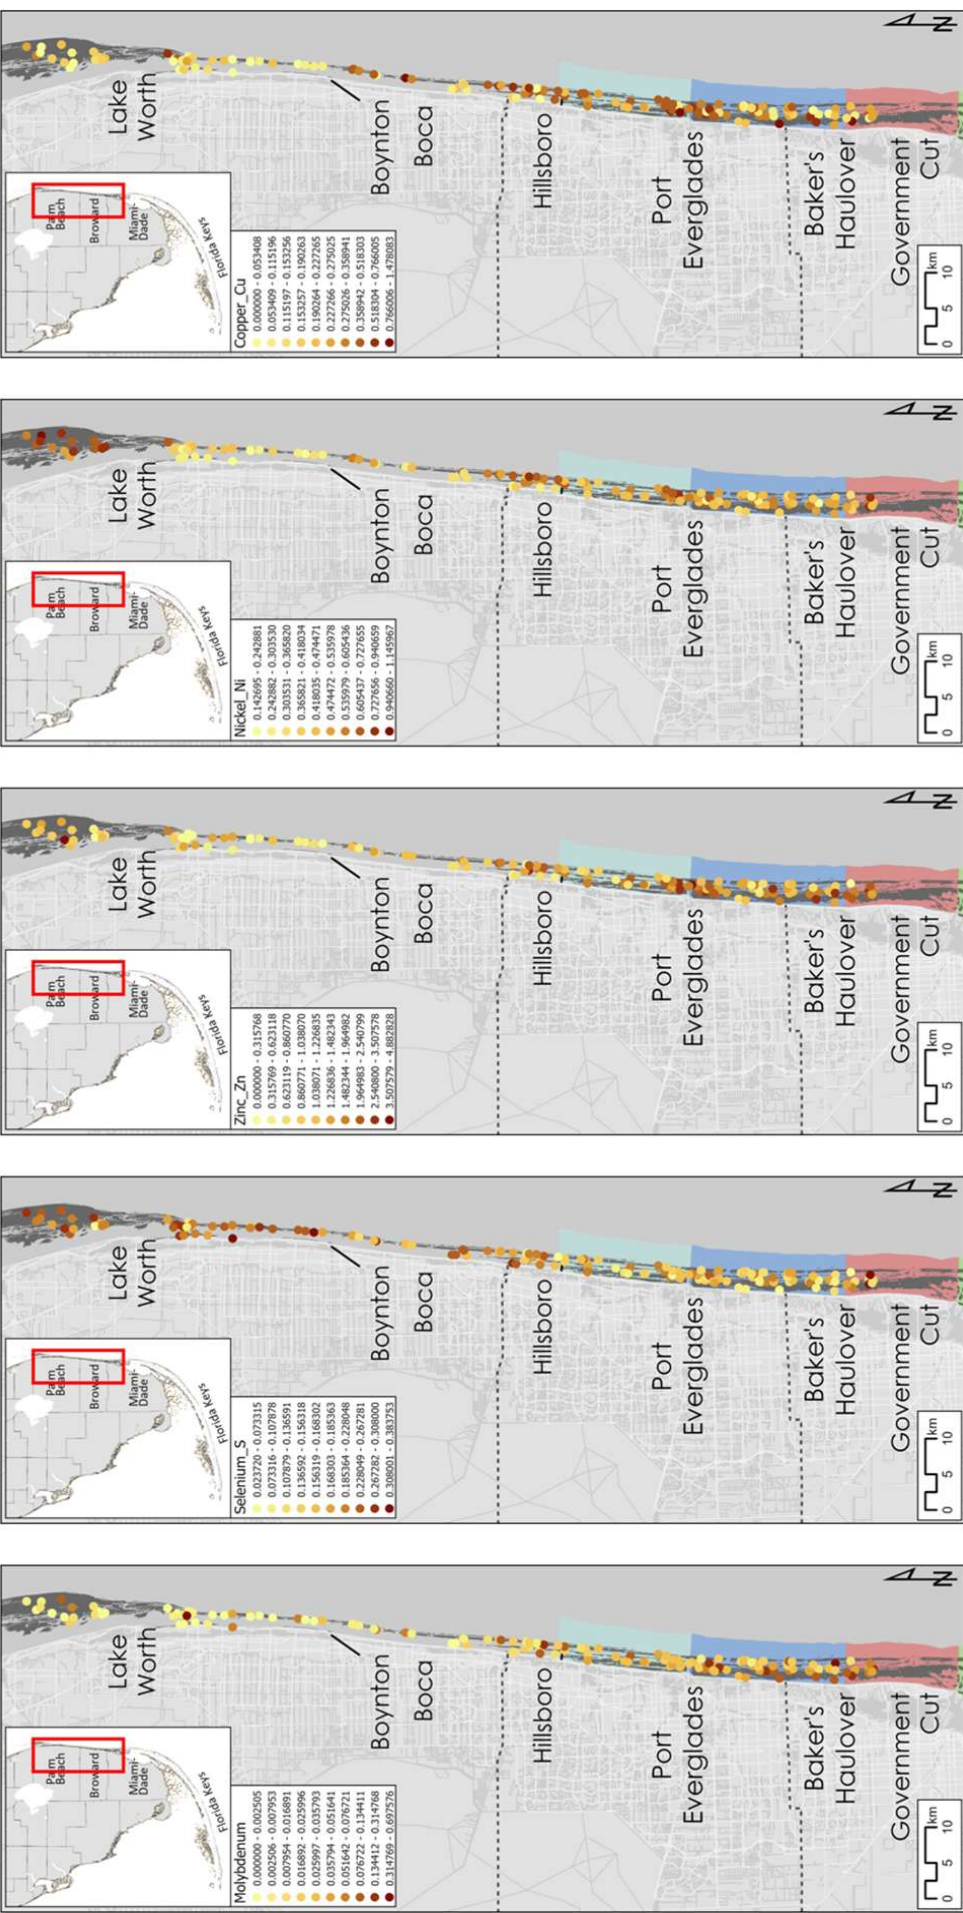 Palm
Beach
Broward
Miami-
Dade
Florida Keys
Lake
Worth
Molybdenum
0.000000 - 0.002505
0.002506 - 0.007953
0.007954 - 0.016891
0.016892 - 0.025996
0.025997 - 0.035793
0.035794 - 0.051641
0.051642 - 0.076721
0.076722 - 0.134411
0.134412 - 0.314768
0.314769 - 0.697576
Boynton
Boca
Hillsboro
Port
Everglades
Baker's
Haulover
Government
Cut
0 5 10 km
N
Palm
Beach
Broward
Miami-
Dade
Florida Keys
Lake
Worth
Selenium_S
0.023720 - 0.073315
0.073316 - 0.107878
0.107879 - 0.136591
0.136592 - 0.156318
0.156319 - 0.168302
0.168303 - 0.185363
0.185364 - 0.228048
0.228049 - 0.267281
0.267282 - 0.308000
0.308001 - 0.383753
Boynton
Boca
Hillsboro
Port
Everglades
Baker's
Haulover
Government
Cut
0 5 10 km
N
Palm
Beach
Broward
Miami-
Dade
Florida Keys
Lake
Worth
Zinc_Zn
0.000000 - 0.315768
0.315769 - 0.623118
0.623119 - 0.860770
0.860771 - 1.038070
1.038071 - 1.226835
1.226836 - 1.482343
1.482344 - 1.964982
1.964983 - 2.540799
2.540800 - 3.507578
3.507579 - 4.882828
Boynton
Boca
Hillsboro
Port
Everglades
Baker's
Haulover
Government
Cut
0 5 10 km
N
Palm
Beach
Broward
Miami-
Dade
Florida Keys
Lake
Worth
Nickel_Ni
0.142695 - 0.242881
0.242882 - 0.303530
0.303531 - 0.365820
0.365821 - 0.418034
0.418035 - 0.474471
0.474472 - 0.535978
0.535979 - 0.605436
0.605437 - 0.727655
0.727656 - 0.940659
0.940660 - 1.145967
Boynton
Boca
Hillsboro
Port
Everglades
Baker's
Haulover
Government
Cut
0 5 10 km
N
Palm
Beach
Broward
Miami-
Dade
Florida Keys
Lake
Worth
Copper_Cu
0.000000 - 0.053408
0.053409 - 0.115196
0.115197 - 0.153256
0.153257 - 0.190263
0.190264 - 0.227265
0.227266 - 0.275025
0.275026 - 0.358941
0.358942 - 0.518303
0.518304 - 0.766005
0.766006 - 1.478083
Boynton
Boca
Hillsboro
Port
Everglades
Baker's
Haulover
Government
Cut
0 5 10 km
N